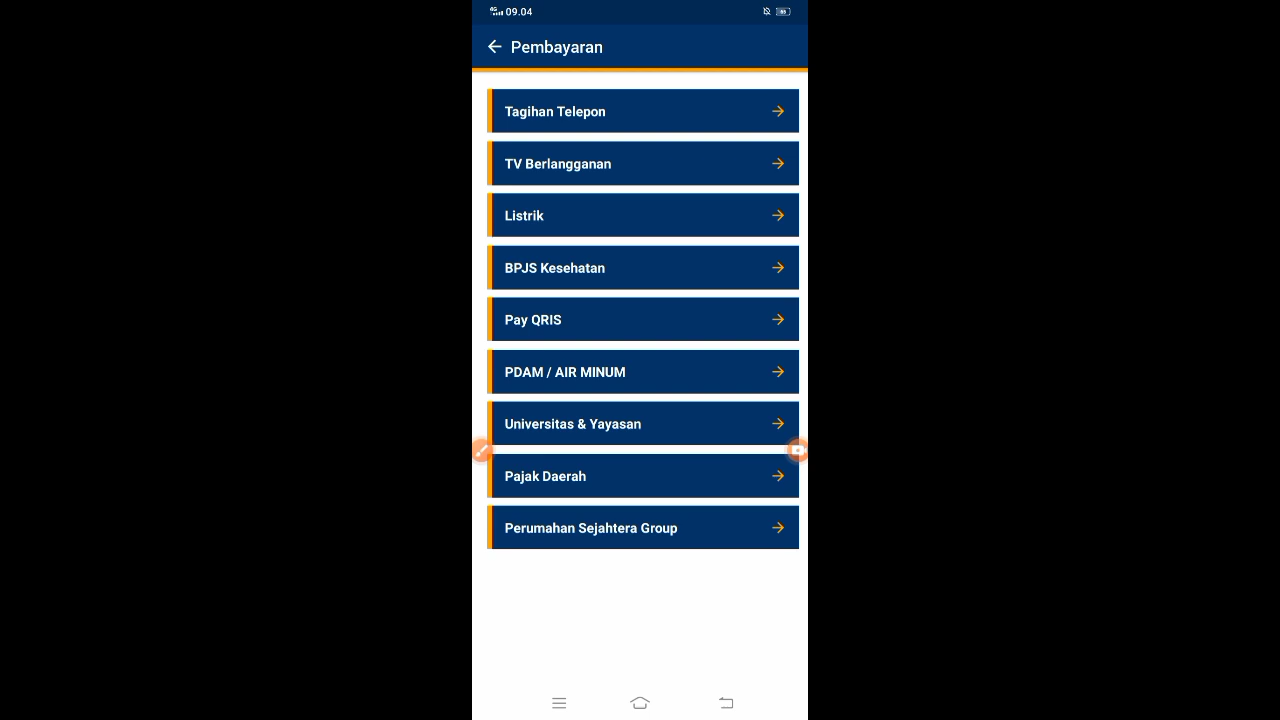 09.04
Pembayaran
Tagihan Telepon
TV Berlangganan
Listrik
BPJS Kesehatan
Pay QRIS
PDAM / AIR MINUM
Universitas & Yayasan
Pajak Daerah
Perumahan Sejahtera Group